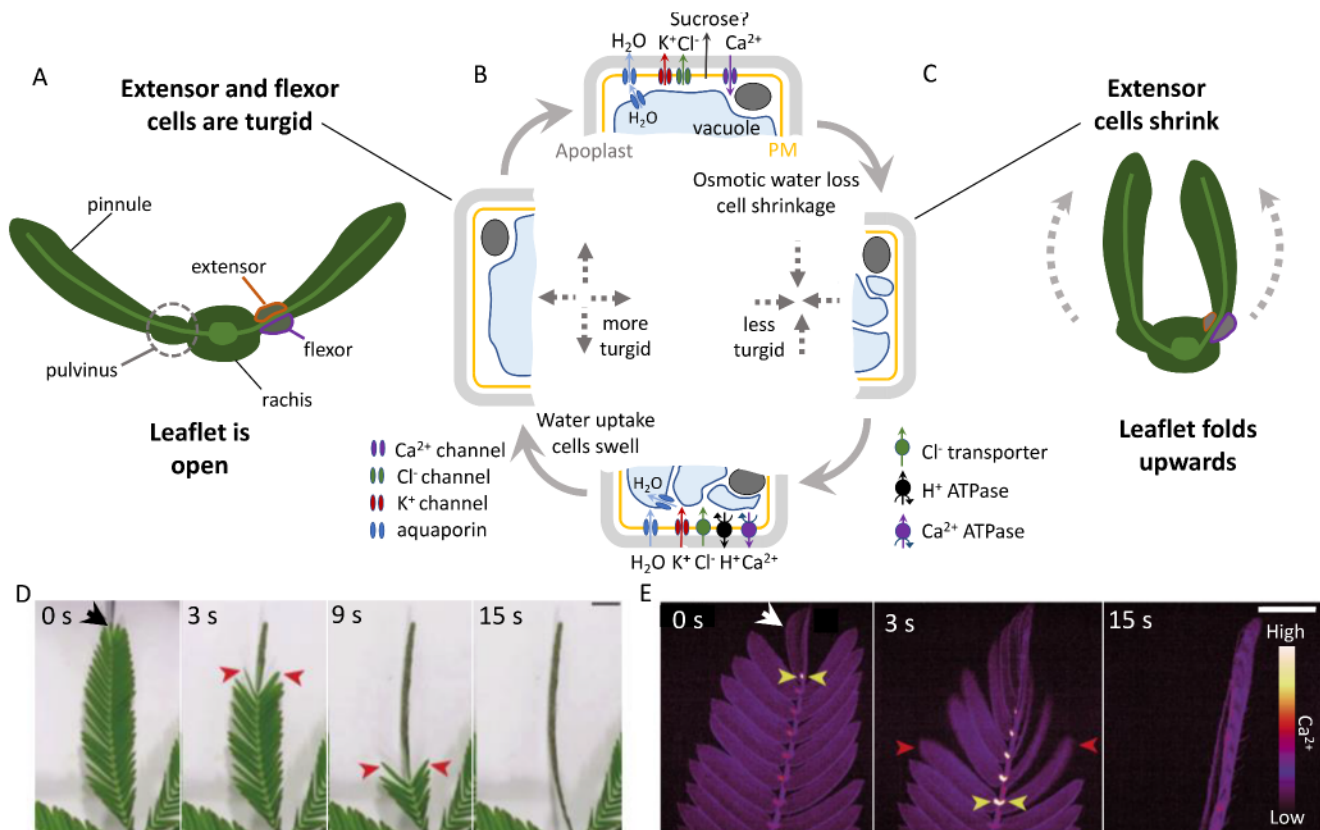 A
Extensor and flexor
cells are turgid
pinnule
extensor
flexor
pulvinus
rachis
Leaflet is
open
B
Sucrose?
H₂O
K⁺
Cl⁻
Ca²⁺
H₂O
vacuole
Apoplast
PM
Osmotic water loss
cell shrinkage
more
turgid
less
turgid
Water uptake
cells swell
H₂O
H₂O
K⁺
Cl⁻
H⁺
Ca²⁺
Ca²⁺ channel
Cl⁻ channel
K⁺ channel
aquaporin
Cl⁻ transporter
H⁺ ATPase
Ca²⁺ ATPase
C
Extensor
cells shrink
Leaflet folds
upwards
D
0 s
3 s
9 s
15 s
E
0 s
3 s
15 s
High
Ca²⁺
Low